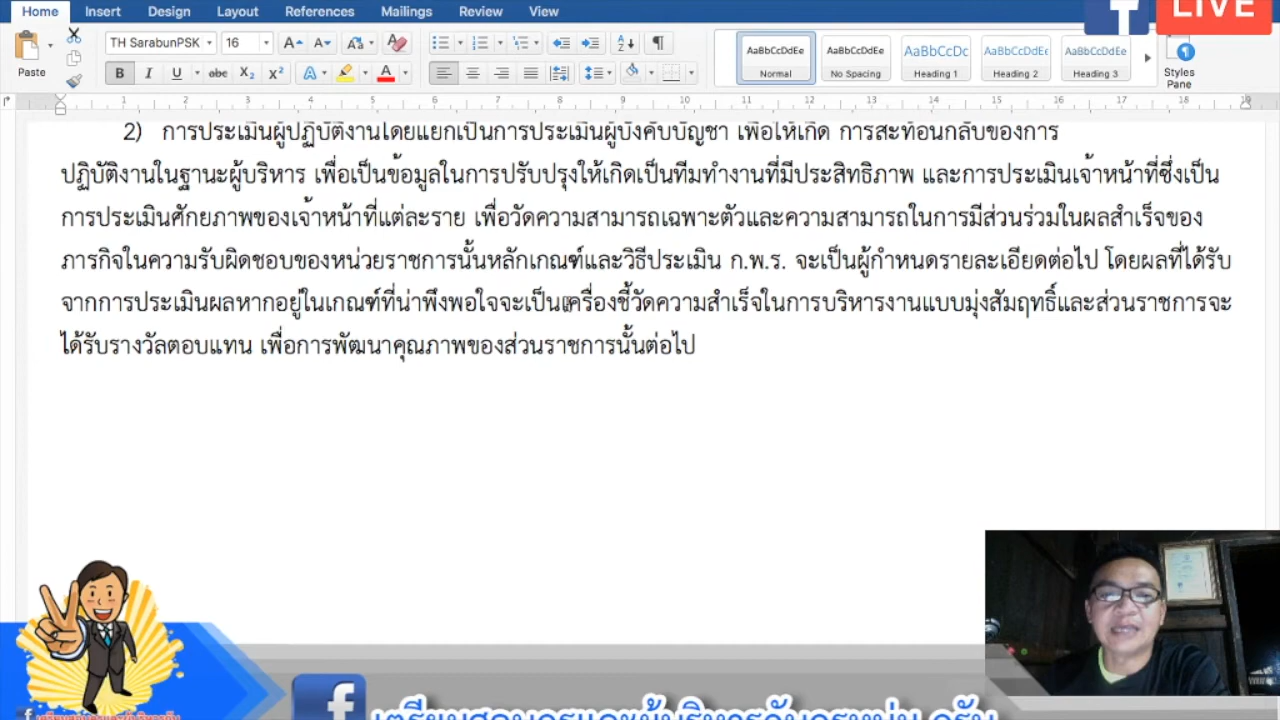 Home Insert Design Layout References Mailings Review View
LIVE
Paste
TH SarabunPSK 16
B I U abc X₂ X²
AaBbCcDdEe AaBbCcDdEe AaBbCcDc AaBbCcDdEe AaBbCcDdEe
Normal No Spacing Heading 1 Heading 2 Heading 3
Styles
Pane
1 2 3 4 5 6 7 8 9 10 11 12 13 14 15 16 17 18 19
2) การประเมินผู้ปฏิบัติงานโดยแยกเป็นการประเมินผู้บังคับบัญชา เพื่อให้เกิด การสะท้อนกลับของการ
ปฏิบัติงานในฐานะผู้บริหาร เพื่อเป็นข้อมูลในการปรับปรุงให้เกิดเป็นทีมทำงานที่มีประสิทธิภาพ และการประเมินเจ้าหน้าที่ซึ่งเป็น
การประเมินศักยภาพของเจ้าหน้าที่แต่ละราย เพื่อวัดความสามารถเฉพาะตัวและความสามารถในการมีส่วนร่วมในผลสำเร็จของ
ภารกิจในความรับผิดชอบของหน่วยราชการนั้นหลักเกณฑ์และวิธีประเมิน ก.พ.ร. จะเป็นผู้กำหนดรายละเอียดต่อไป โดยผลที่ได้รับ
จากการประเมินผลหากอยู่ในเกณฑ์ที่น่าพึงพอใจจะเป็นเครื่องชี้วัดความสำเร็จในการบริหารงานแบบมุ่งสัมฤทธิ์และส่วนราชการจะ
ได้รับรางวัลตอบแทน เพื่อการพัฒนาคุณภาพของส่วนราชการนั้นต่อไป